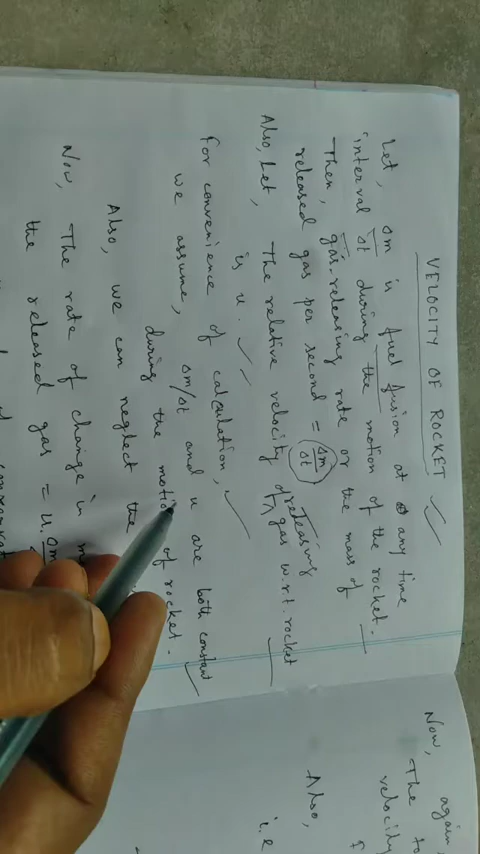 VELOCITY OF ROCKET
Let, Δm is fuel fusion at any time
interval Δt during the motion of the rocket.
Then, gas-releasing rate or the mass of
released gas per second = Δm/Δt
Also, Let, The relative velocity of releasing gas w.r.t. rocket
is u.
For convenience of calculation,
we assume, Δm/Δt and u are both constant
during the motion of rocket.
Also, we can neglect the
Now, The rate of change in
the released gas = u.
Now, again
The
velocity
Also,
i.e